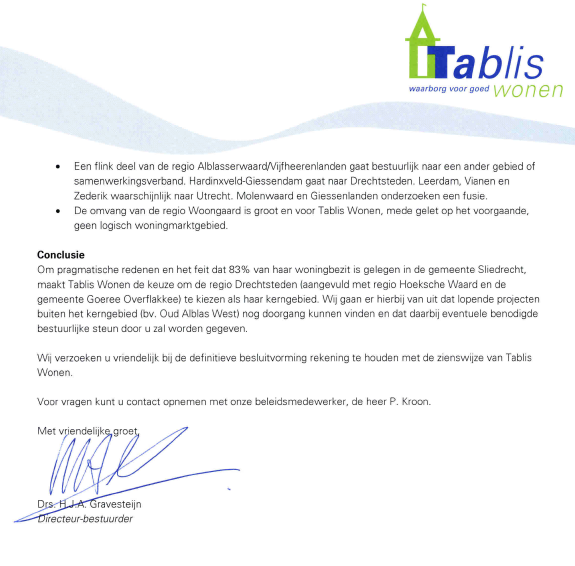 Tablis
waarborg voor goed wonen
• Een flink deel van de regio Alblasserwaard/Vijfheerenlanden gaat bestuurlijk naar een ander gebied of
samenwerkingsverband. Hardinxveld-Giessendam gaat naar Drechtsteden. Leerdam, Vianen en
Zederik waarschijnlijk naar Utrecht. Molenwaard en Giessenlanden onderzoeken een fusie.
• De omvang van de regio Woongaard is groot en voor Tablis Wonen, mede gelet op het voorgaande,
geen logisch woningmarktgebied.
Conclusie
Om pragmatische redenen en het feit dat 83% van haar woningbezit is gelegen in de gemeente Sliedrecht,
maakt Tablis Wonen de keuze om de regio Drechtsteden (aangevuld met regio Hoeksche Waard en de
gemeente Goeree Overflakkee) te kiezen als haar kerngebied. Wij gaan er hierbij van uit dat lopende projecten
buiten het kerngebied (bv. Oud Alblas West) nog doorgang kunnen vinden en dat daarbij eventuele benodigde
bestuurlijke steun door u zal worden gegeven.
Wij verzoeken u vriendelijk bij de definitieve besluitvorming rekening te houden met de zienswijze van Tablis
Wonen.
Voor vragen kunt u contact opnemen met onze beleidsmedewerker, de heer P. Kroon.
Met vriendelijke groet,
Drs. H.J.A. Gravesteijn
Directeur-bestuurder